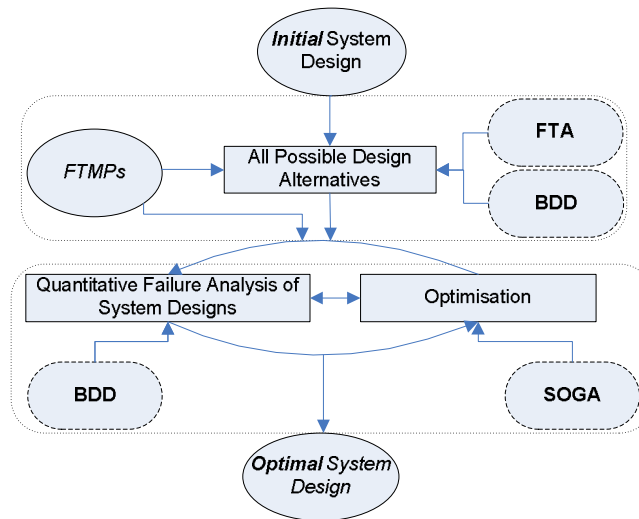 Initial System
Design
FTMPs
All Possible Design
Alternatives
FTA
BDD
Quantitative Failure Analysis of
System Designs
Optimisation
BDD
SOGA
Optimal System
Design